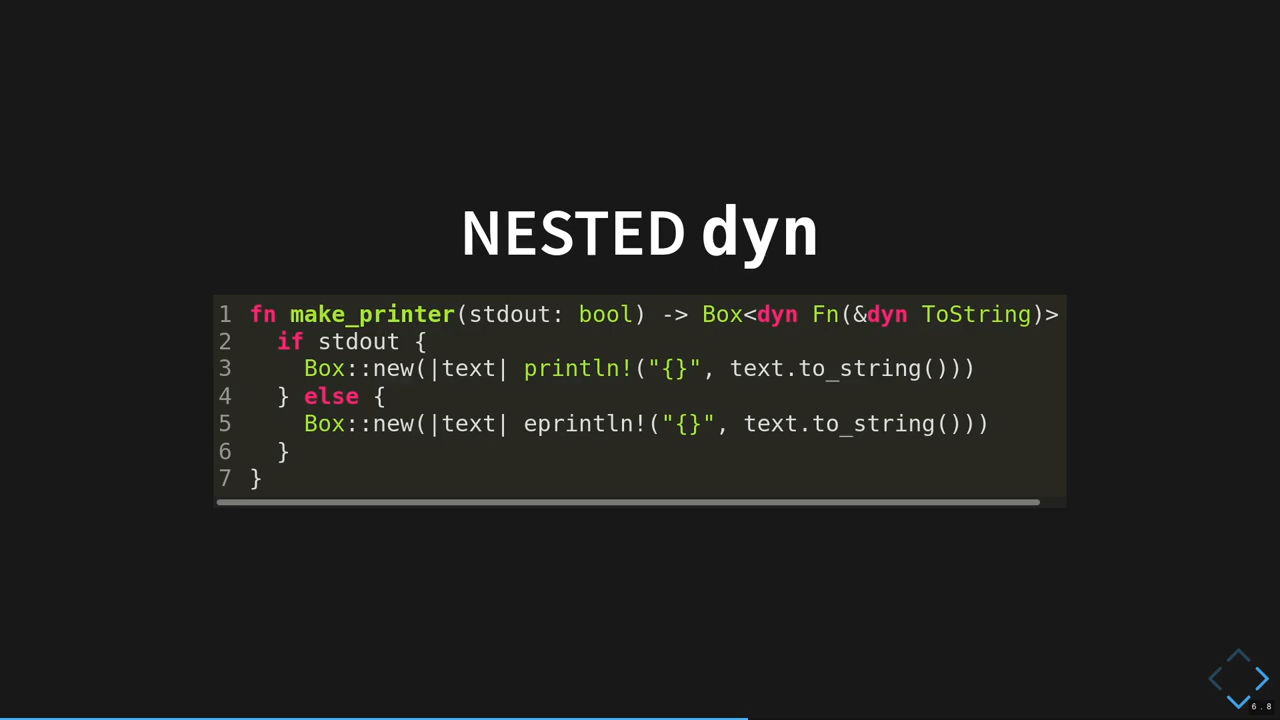 NESTED dyn
1 fn make_printer(stdout: bool) -> Box<dyn Fn(&dyn ToString)>
2   if stdout {
3     Box::new(|text| println!("{}", text.to_string()))
4   } else {
5     Box::new(|text| eprintln!("{}", text.to_string()))
6   }
7 }
6.8